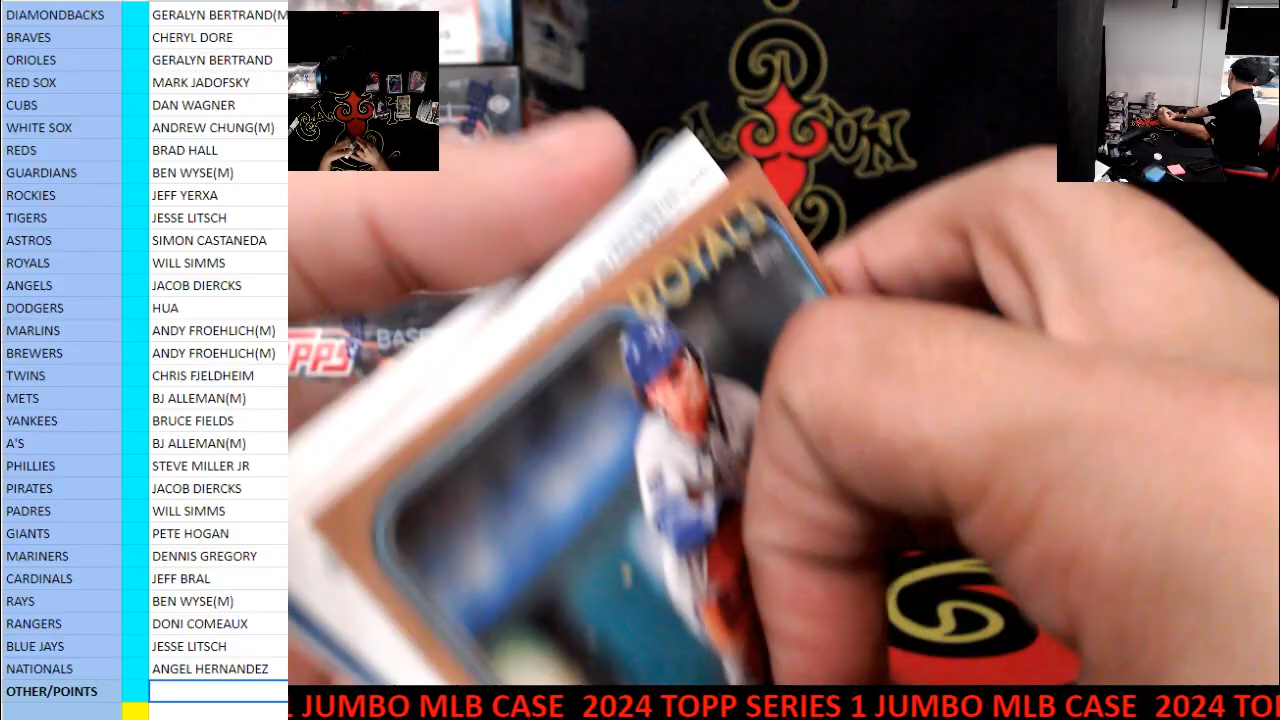 DIAMONDBACKS GERALYN BERTRAND(M
BRAVES CHERYL DORE
ORIOLES GERALYN BERTRAND
RED SOX MARK JADOFSKY
CUBS DAN WAGNER
WHITE SOX ANDREW CHUNG(M)
REDS BRAD HALL
GUARDIANS BEN WYSE(M)
ROCKIES JEFF YERXA
TIGERS JESSE LITSCH
ASTROS SIMON CASTANEDA
ROYALS WILL SIMMS
ANGELS JACOB DIERCKS
DODGERS HUA
MARLINS ANDY FROEHLICH(M)
BREWERS ANDY FROEHLICH(M)
TWINS CHRIS FJELDHEIM
METS BJ ALLEMAN(M)
YANKEES BRUCE FIELDS
A'S BJ ALLEMAN(M)
PHILLIES STEVE MILLER JR
PIRATES JACOB DIERCKS
PADRES WILL SIMMS
GIANTS PETE HOGAN
MARINERS DENNIS GREGORY
CARDINALS JEFF BRAL
RAYS BEN WYSE(M)
RANGERS DONI COMEAUX
BLUE JAYS JESSE LITSCH
NATIONALS ANGEL HERNANDEZ
OTHER/POINTS
ROYALS
PPS BASE
JUMBO MLB CASE 2024 TOPP SERIES 1 JUMBO MLB CASE 2024 TO